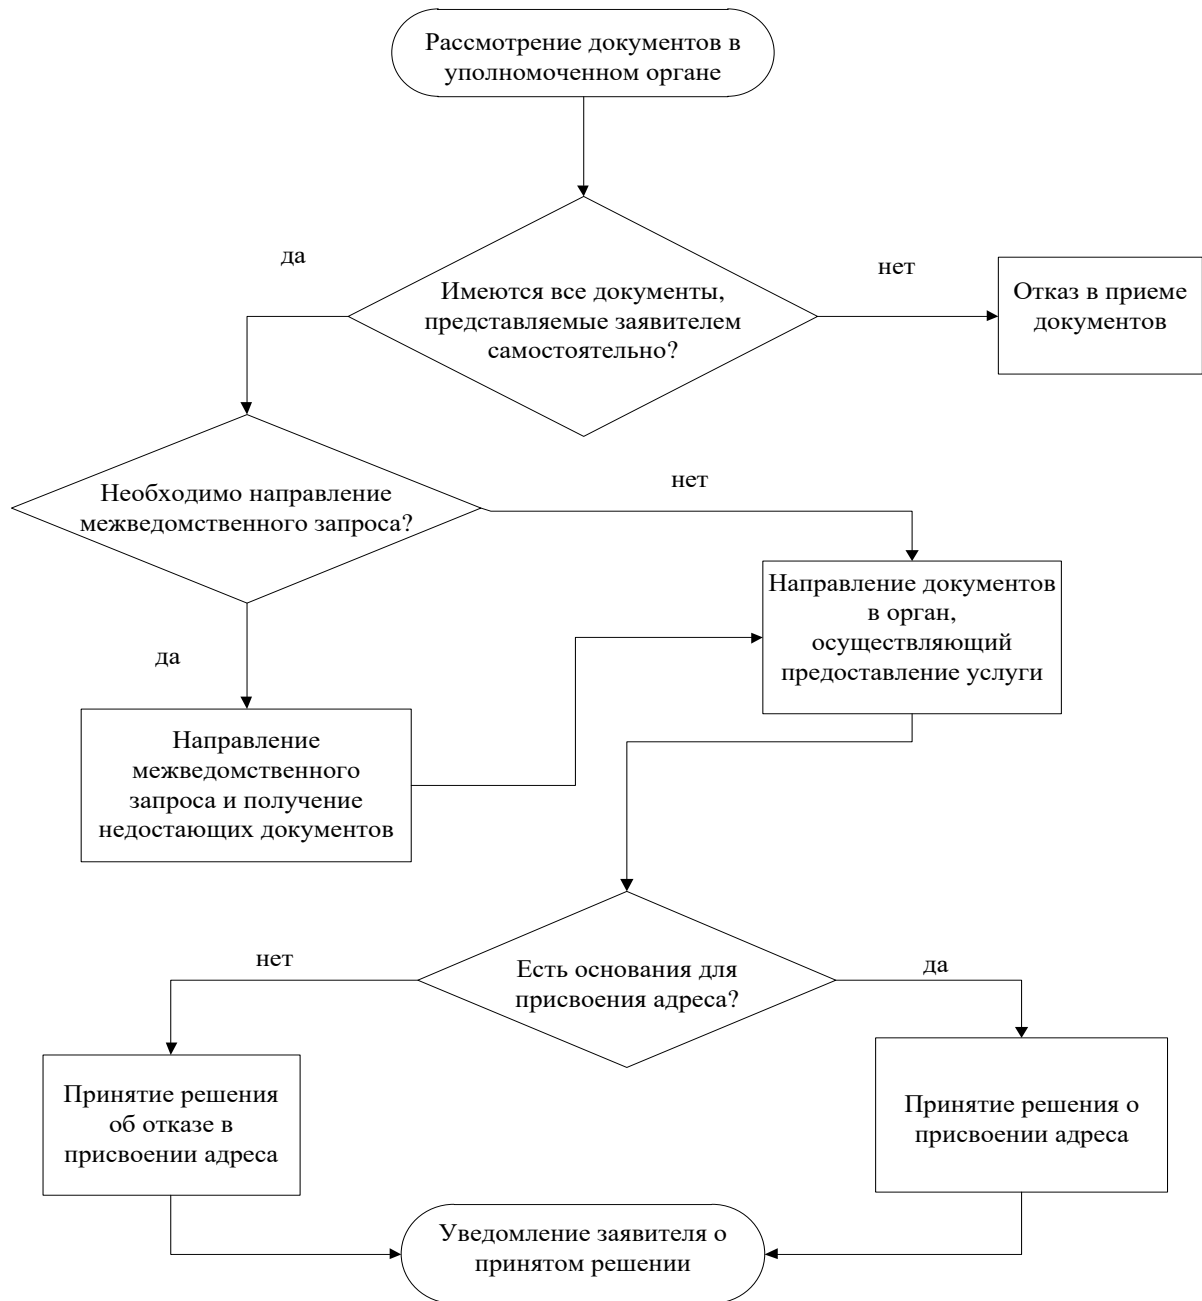 Рассмотрение документов в
уполномоченном органе
да
нет
Имеются все документы,
представляемые заявителем
самостоятельно?
Отказ в приеме
документов
Необходимо направление
межведомственного запроса?
нет
Направление документов
в орган,
осуществляющий
предоставление услуги
да
Направление
межведомственного
запроса и получение
недостающих документов
нет
Есть основания для
присвоения адреса?
да
Принятие решения
об отказе в
присвоении адреса
Принятие решения о
присвоении адреса
Уведомление заявителя о
принятом решении